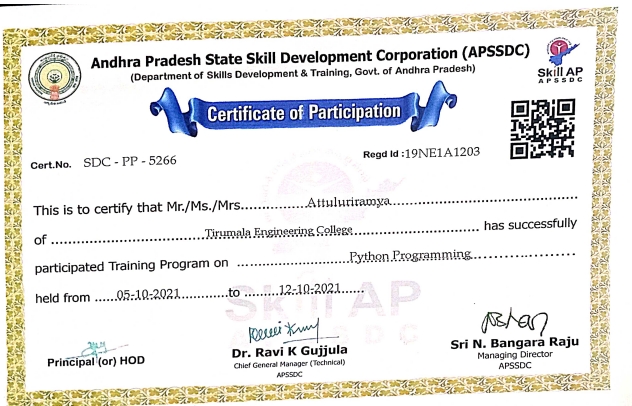 Andhra Pradesh State Skill Development Corporation (APSSDC)
(Department of Skills Development & Training, Govt. of Andhra Pradesh)
Skill AP
APSSDC
Certificate of Participation
Cert.No. SDC - PP - 5266
Regd Id :19NE1A1203
This is to certify that Mr./Ms./Mrs. Attuluriramya
of Tirumala Engineering College has successfully
participated Training Program on Python Programming
held from 05-10-2021 to 12-10-2021
Skill AP
APSSDC
Principal (or) HOD
Dr. Ravi K Gujjula
Chief General Manager (Technical)
APSSDC
Sri N. Bangara Raju
Managing Director
APSSDC